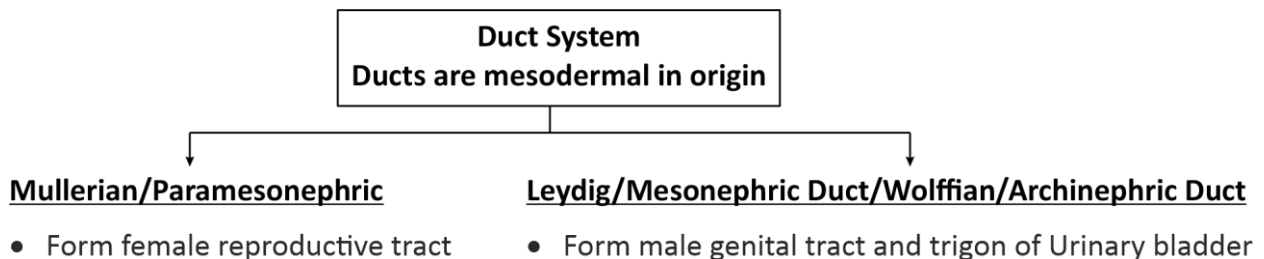 Duct System
Ducts are mesodermal in origin
Mullerian/Paramesonephric
Leydig/Mesonephric Duct/Wolffian/Archinephric Duct
• Form female reproductive tract
• Form male genital tract and trigon of Urinary bladder